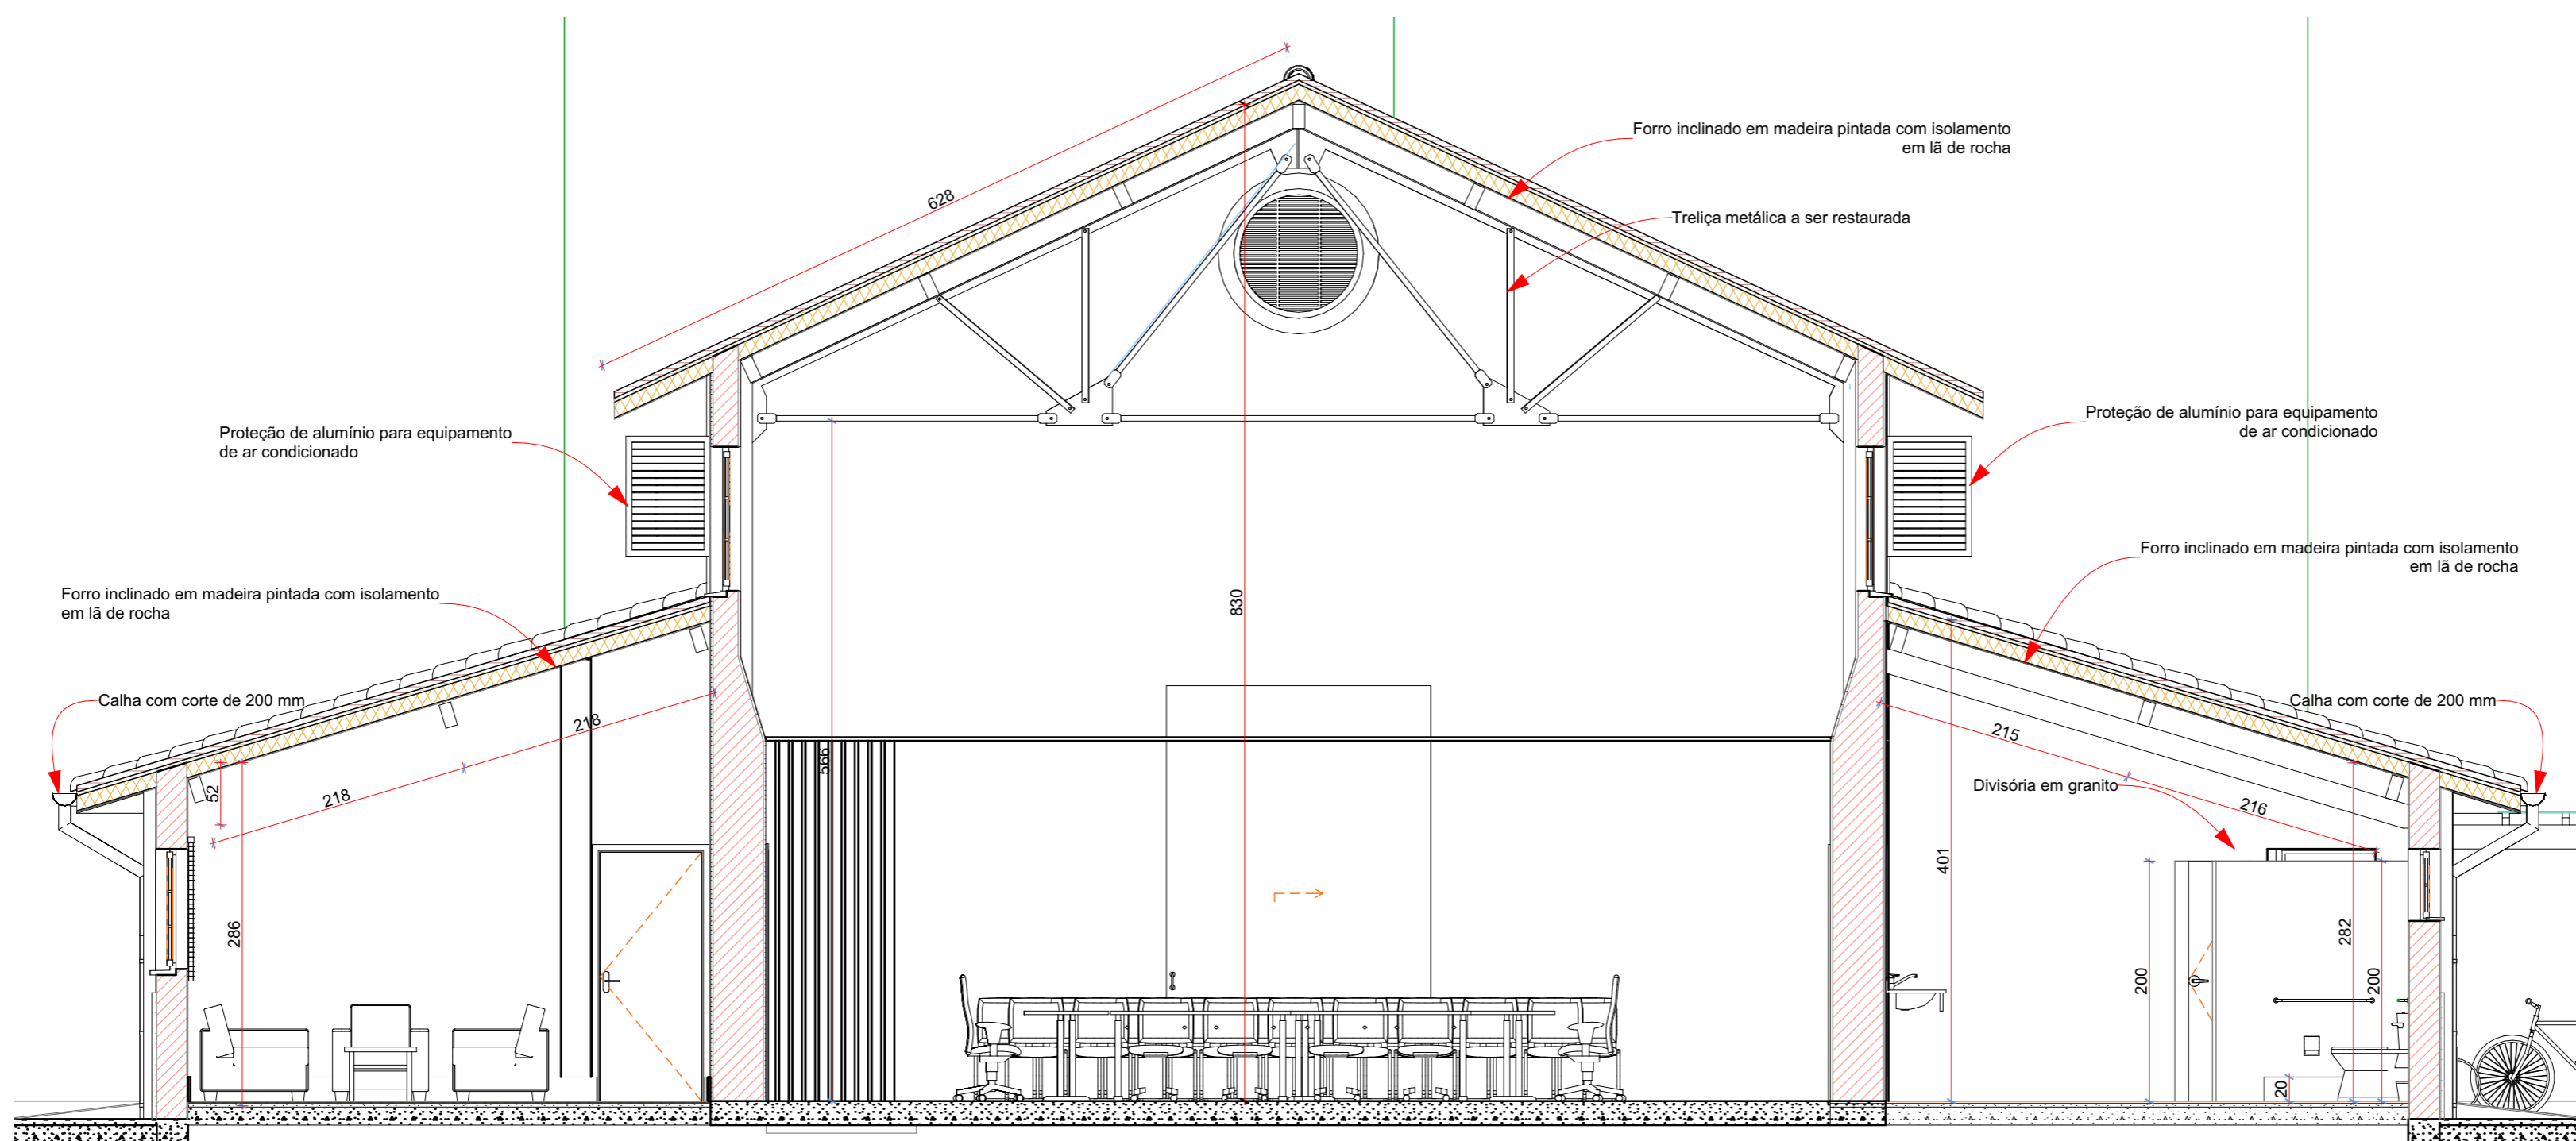 Forro inclinado em madeira pintada com isolamento
em lã de rocha
628
Treliça metálica a ser restaurada
Proteção de alumínio para equipamento
de ar condicionado
Proteção de alumínio para equipamento
de ar condicionado
Forro inclinado em madeira pintada com isolamento
em lã de rocha
Forro inclinado em madeira pintada com isolamento
em lã de rocha
830
Calha com corte de 200 mm
218
Calha com corte de 200 mm
215
566
Divisória em granito
52
218
216
401
286
282
200
200
20